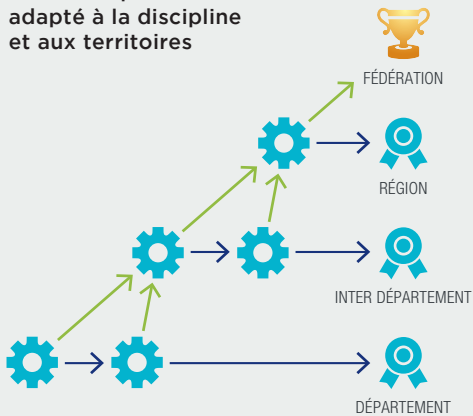 adapté à la discipline
et aux territoires
FÉDÉRATION
RÉGION
INTER DÉPARTEMENT
DÉPARTEMENT